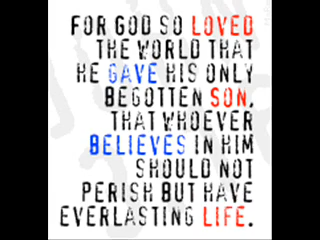 FOR GOD SO LOVED
THE WORLD THAT
HE GAVE HIS ONLY
BEGOTTEN SON,
THAT WHOEVER
BELIEVES IN HIM
SHOULD NOT
PERISH BUT HAVE
EVERLASTING LIFE.